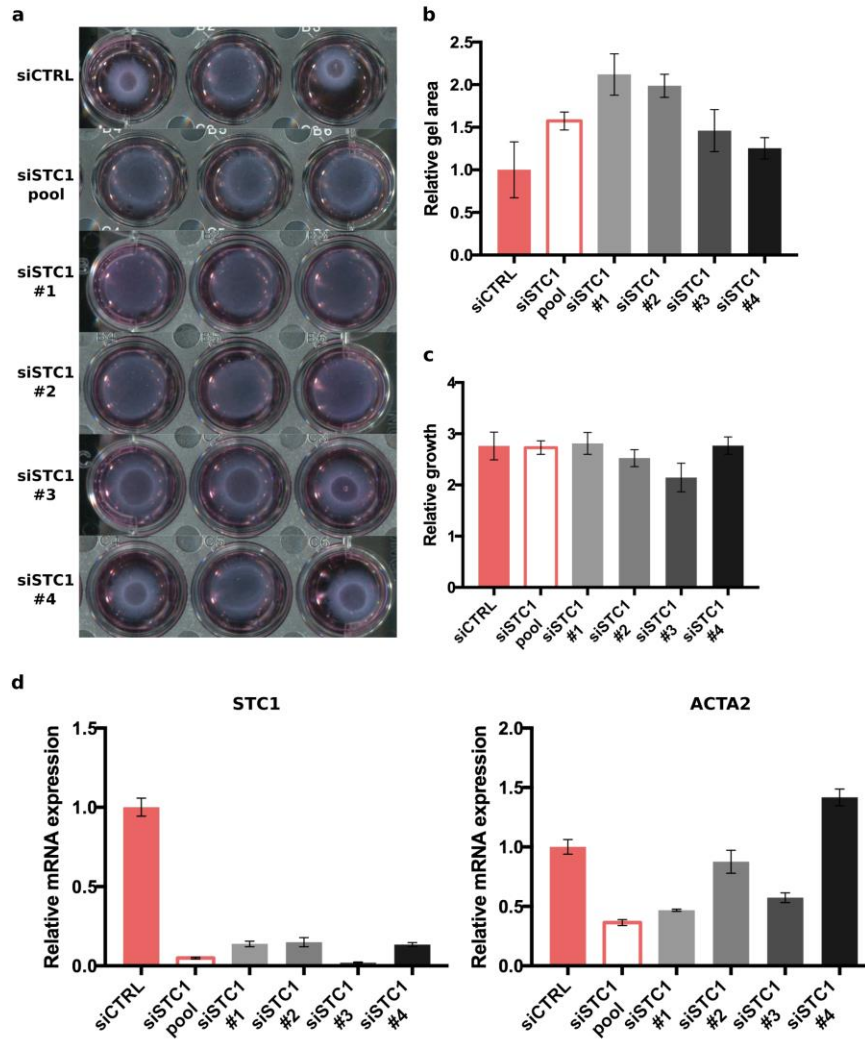 a
siCTRL
siSTC1
pool
siSTC1
#1
siSTC1
#2
siSTC1
#3
siSTC1
#4
b
Relative gel area
2.5
2.0
1.5
1.0
0.5
0.0
siCTRL
siSTC1
pool
siSTC1
#1
siSTC1
#2
siSTC1
#3
siSTC1
#4
c
Relative growth
4
3
2
1
0
siCTRL
siSTC1
pool
siSTC1
#1
siSTC1
#2
siSTC1
#3
siSTC1
#4
d
STC1
Relative mRNA expression
1.5
1.0
0.5
0.0
siCTRL
siSTC1
pool
siSTC1
#1
siSTC1
#2
siSTC1
#3
siSTC1
#4
ACTA2
Relative mRNA expression
2.0
1.5
1.0
0.5
0.0
siCTRL
siSTC1
pool
siSTC1
#1
siSTC1
#2
siSTC1
#3
siSTC1
#4